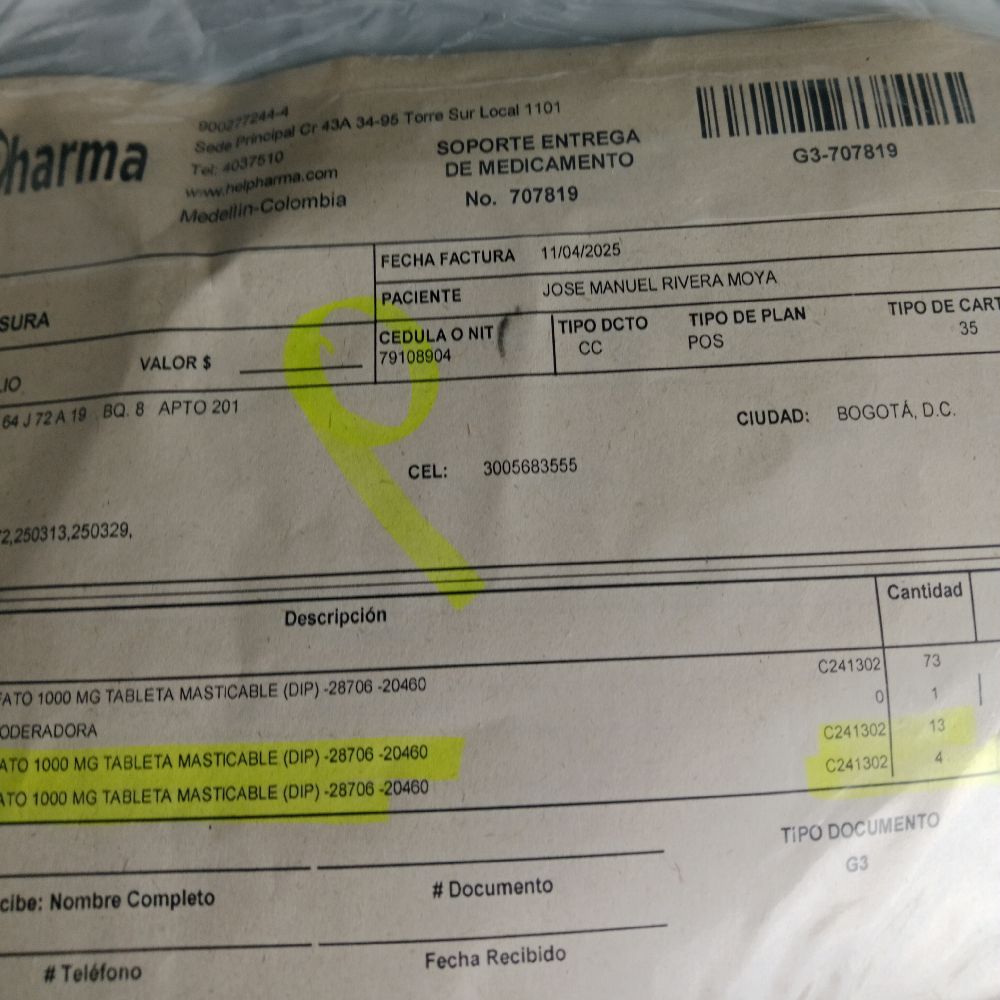 Pharma
900277244-4
Sede Principal Cr 43A 34-95 Torre Sur Local 1101
Tel: 4037510
www.helpharma.com
Medellín-Colombia
SOPORTE ENTREGA
DE MEDICAMENTO
No. 707819
G3-707819
FECHA FACTURA 11/04/2025
PACIENTE JOSE MANUEL RIVERA MOYA
SURA
CEDULA O NIT 79108904
TIPO DCTO CC
TIPO DE PLAN POS
TIPO DE CART 35
VALOR $
LIO
64 J 72 A 19 . BQ. 8 APTO 201
CIUDAD: BOGOTÁ, D.C.
CEL: 3005683555
2,250313,250329,
Descripción Cantidad
FATO 1000 MG TABLETA MASTICABLE (DIP) -28706 -20460 C241302 73
ODERADORA 0 1
ATO 1000 MG TABLETA MASTICABLE (DIP) -28706 -20460 C241302 13
ATO 1000 MG TABLETA MASTICABLE (DIP) -28706 -20460 C241302 4
TIPO DOCUMENTO
G3
cibe: Nombre Completo # Documento
# Teléfono Fecha Recibido